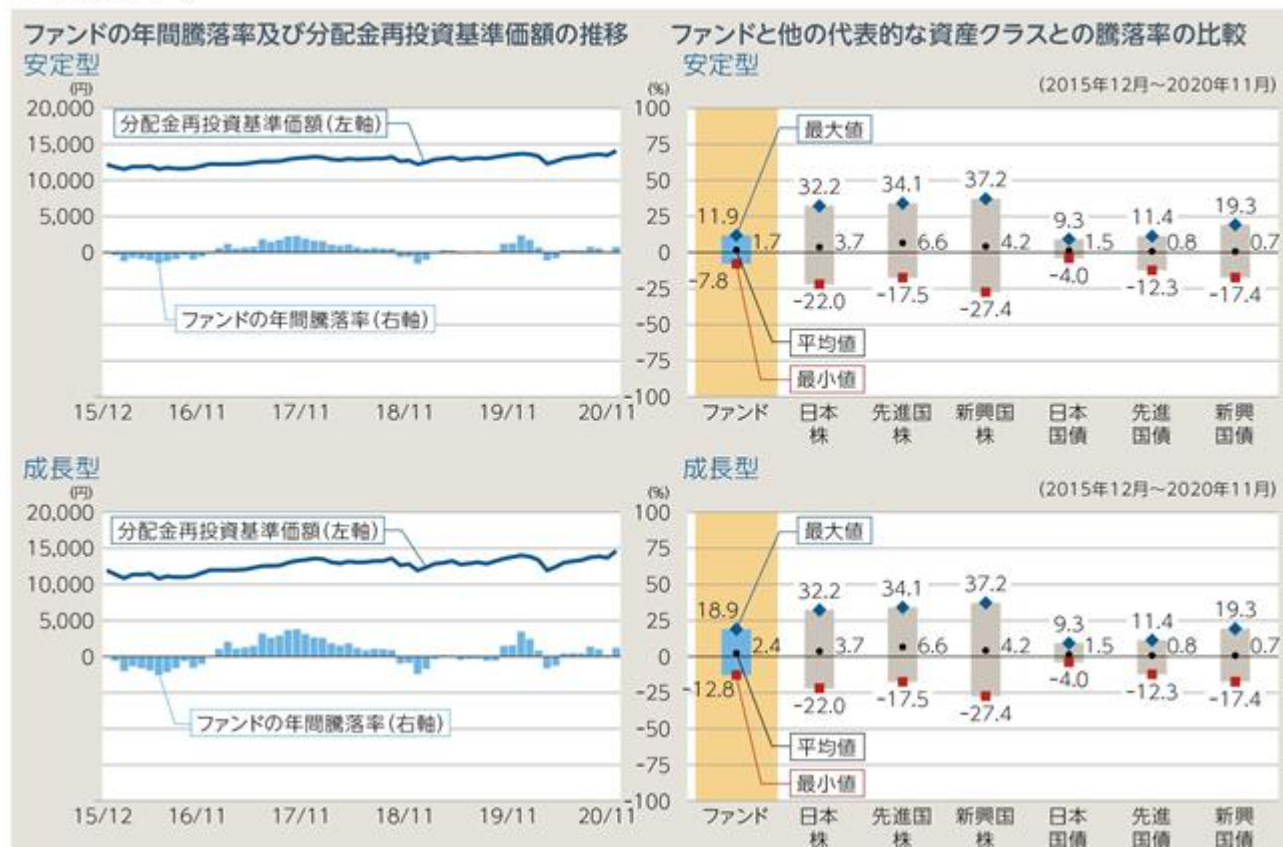 ファンドの年間騰落率及び分配金再投資基準価額の推移
安定型
(円)
20,000
15,000
10,000
5,000
0
分配金再投資基準価額(左軸)
ファンドの年間騰落率(右軸)
15/12 16/11 17/11 18/11 19/11 20/11
ファンドと他の代表的な資産クラスとの騰落率の比較
安定型
(2015年12月~2020年11月)
(%)
100
75
50
25
0
-25
-50
-75
-100
最大値
平均値
最小値
11.9 32.2 34.1 37.2 9.3 11.4 19.3
1.7 3.7 6.6 4.2 1.5 0.8 0.7
-7.8 -22.0 -17.5 -27.4 -4.0 -12.3 -17.4
ファンド 日本 先進国 新興国 日本 先進 新興
株 株 株 国債 国債 国債
成長型
(円)
20,000
15,000
10,000
5,000
0
分配金再投資基準価額(左軸)
ファンドの年間騰落率(右軸)
15/12 16/11 17/11 18/11 19/11 20/11
成長型
(2015年12月~2020年11月)
(%)
100
75
50
25
0
-25
-50
-75
-100
最大値
平均値
最小値
18.9 32.2 34.1 37.2 9.3 11.4 19.3
2.4 3.7 6.6 4.2 1.5 0.8 0.7
-12.8 -22.0 -17.5 -27.4 -4.0 -12.3 -17.4
ファンド 日本 先進国 新興国 日本 先進 新興
株 株 株 国債 国債 国債